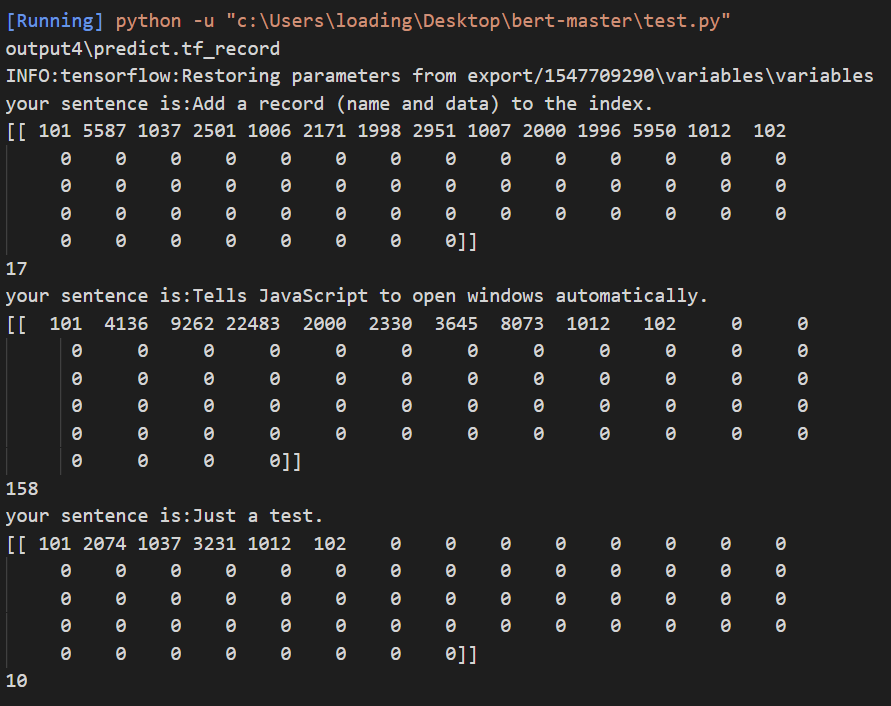 [Running] python -u "c:\Users\loading\Desktop\bert-master\test.py"
output4\predict.tf_record
INFO:tensorflow:Restoring parameters from export/1547709290\variables\variables
your sentence is:Add a record (name and data) to the index.
[[ 101 5587 1037 2501 1006 2171 1998 2951 1007 2000 1996 5950 1012  102
     0    0    0    0    0    0    0    0    0    0    0    0    0    0
     0    0    0    0    0    0    0    0    0    0    0    0    0    0
     0    0    0    0    0    0    0    0    0    0    0    0    0    0
     0    0    0    0    0    0    0    0]]
17
your sentence is:Tells JavaScript to open windows automatically.
[[  101  4136  9262 22483  2000  2330  3645  8073  1012   102     0     0
      0     0     0     0     0     0     0     0     0     0     0     0
      0     0     0     0     0     0     0     0     0     0     0     0
      0     0     0     0     0     0     0     0     0     0     0     0
      0     0     0     0     0     0     0     0     0     0     0     0
      0     0     0     0]]
158
your sentence is:Just a test.
[[ 101 2074 1037 3231 1012  102    0    0    0    0    0    0    0    0
     0    0    0    0    0    0    0    0    0    0    0    0    0    0
     0    0    0    0    0    0    0    0    0    0    0    0    0    0
     0    0    0    0    0    0    0    0    0    0    0    0    0    0
     0    0    0    0    0    0    0    0]]
10